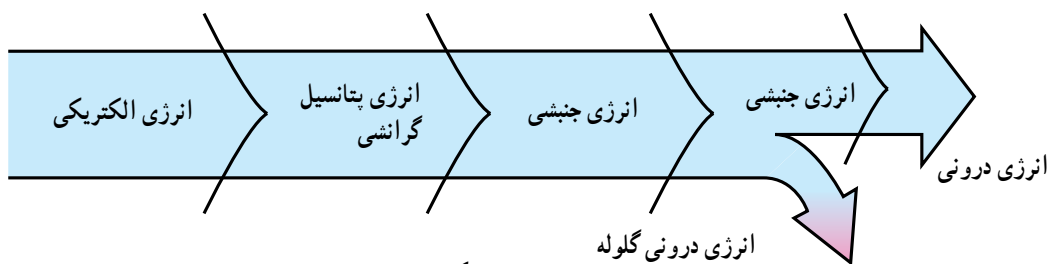 انرژی الکتریکی
انرژی پتانسیل
گرانشی
انرژی جنبشی
انرژی جنبشی
انرژی درونی
انرژی درونی گلوله